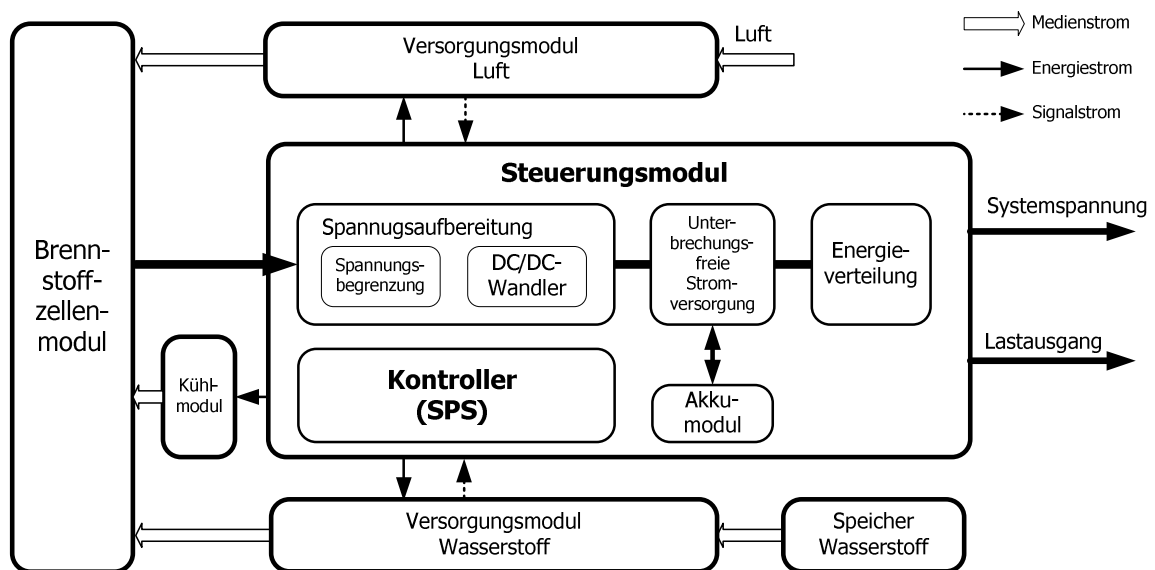 Versorgungsmodul
Luft
Luft
Medienstrom
Energiestrom
Signalstrom
Brenn-
stoff-
zellen-
modul
Steuerungsmodul
Spannugsaufbereitung
Spannungs-
begrenzung
DC/DC-
Wandler
Unter-
brechungs-
freie
Strom-
versorgung
Energie-
verteilung
Systemspannung
Lastausgang
Kühl-
modul
Kontroller
(SPS)
Akku-
modul
Versorgungsmodul
Wasserstoff
Speicher
Wasserstoff